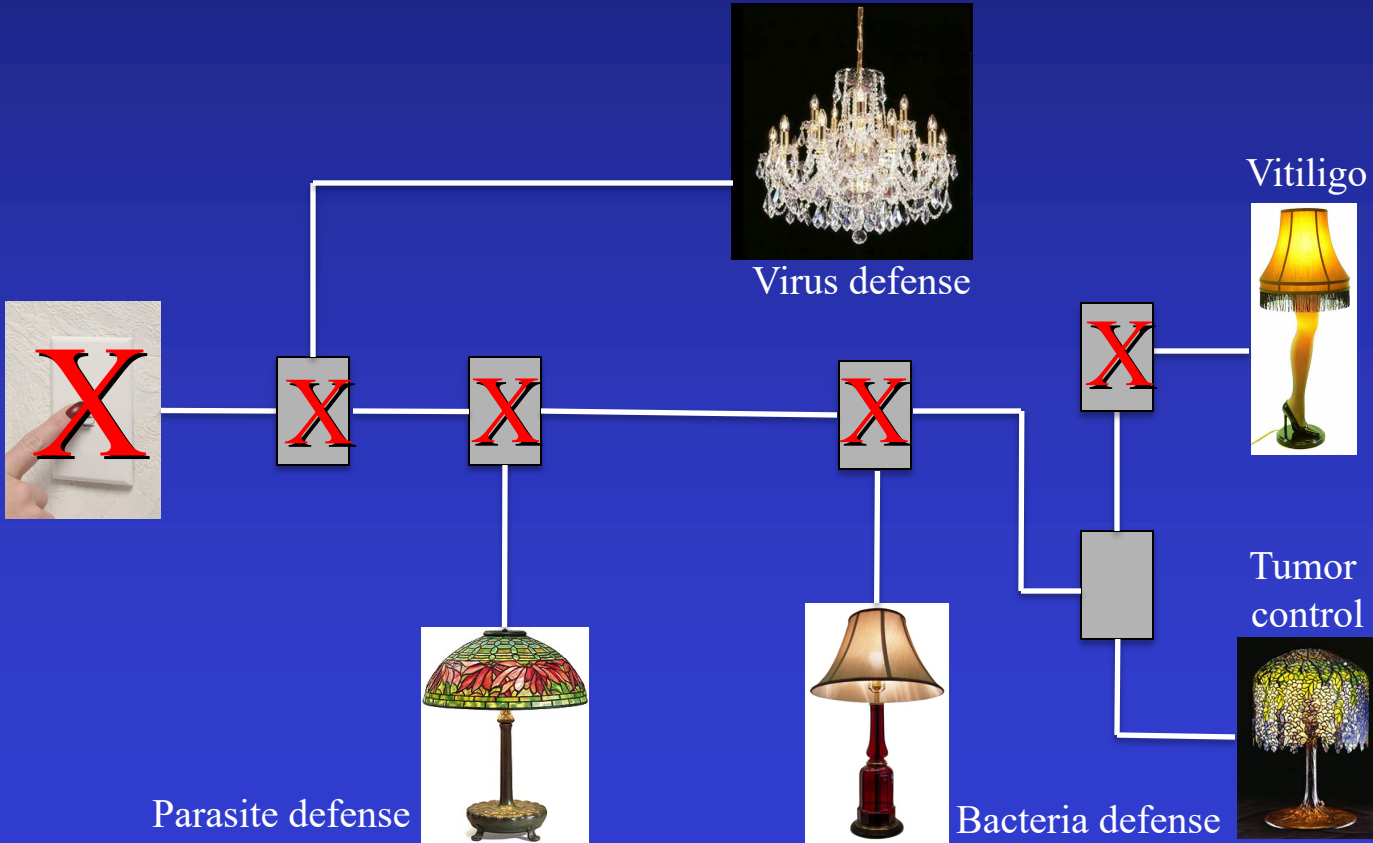 Vitiligo
Virus defense
X
X
X
X
X
Tumor
control
Parasite defense
Bacteria defense